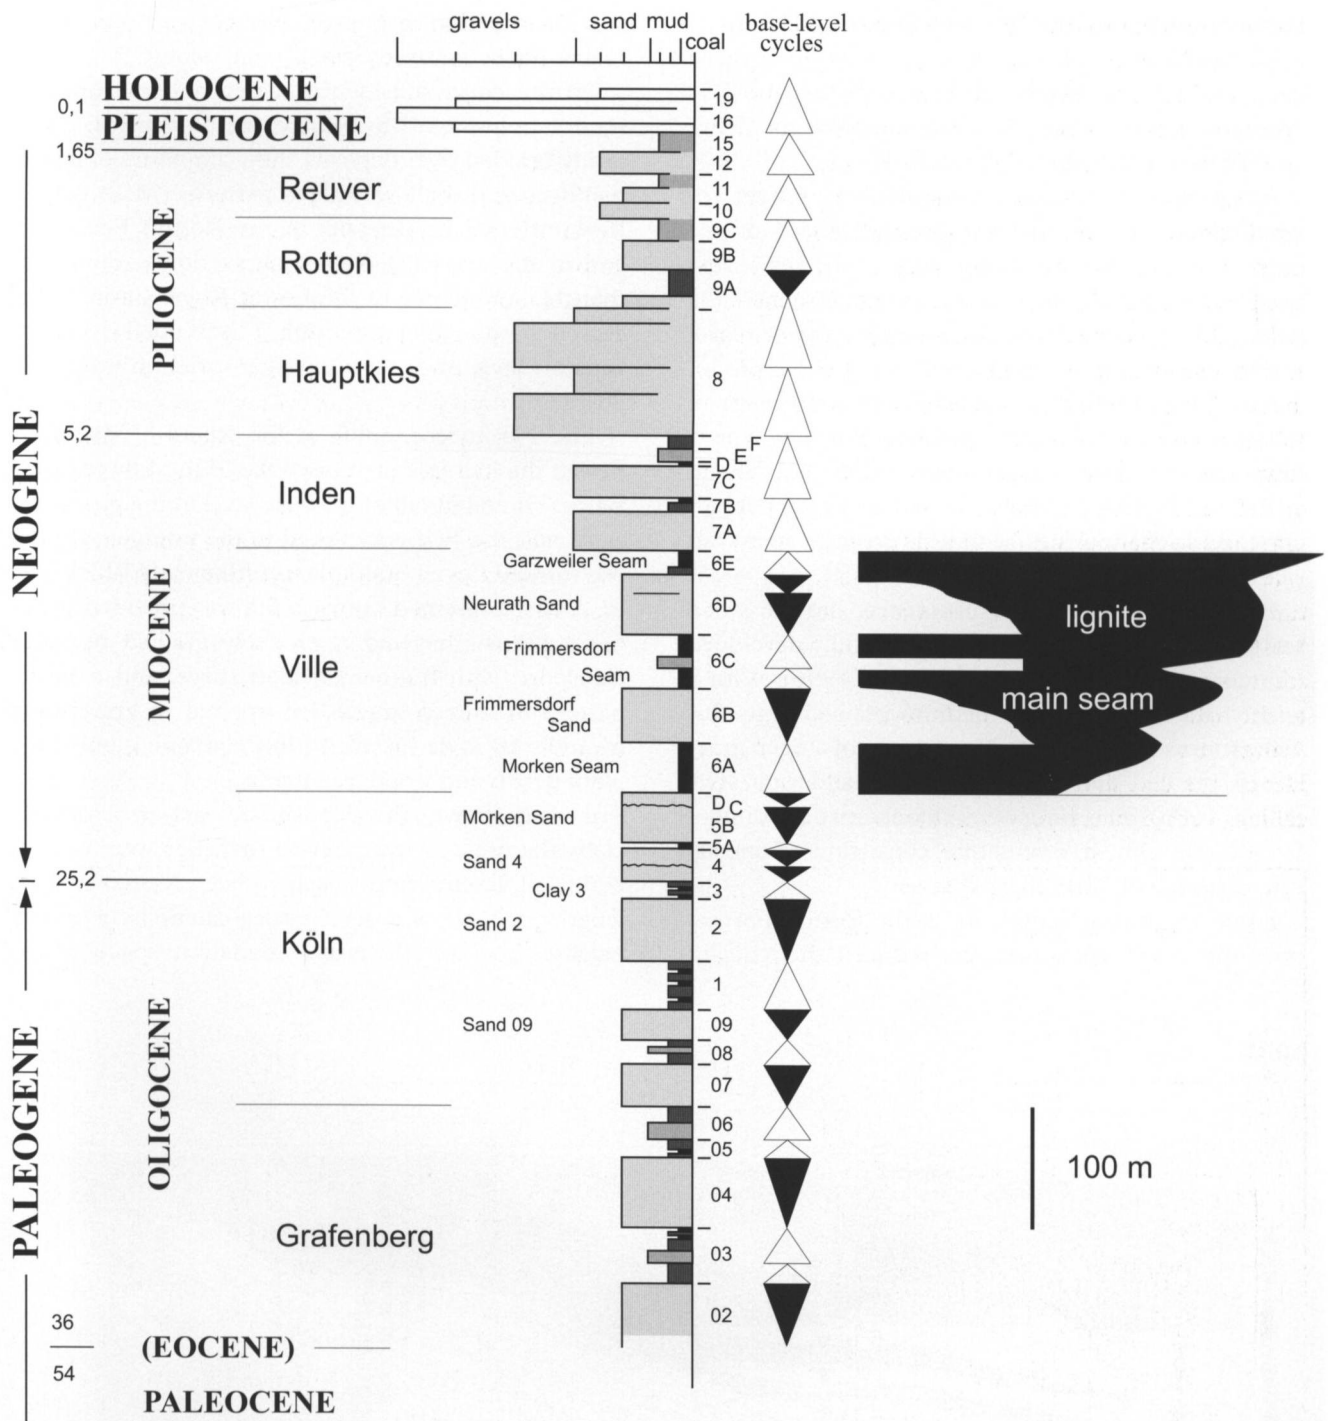 gravels sand mud coal
base-level
cycles
HOLOCENE
0,1
PLEISTOCENE
1,65
Reuver
Rotton
Hauptkies
PLIOCENE
5,2
NEOGENE
Inden
MIOCENE
Ville
25,2
Köln
OLIGOCENE
PALEOGENE
Grafenberg
36
(EOCENE)
54
PALEOCENE
Garzweiler Seam
Neurath Sand
Frimmersdorf
Seam
Frimmersdorf
Sand
Morken Seam
Morken Sand
Sand 4
Clay 3
Sand 2
Sand 09
19
16
15
12
11
10
9C
9B
9A
8
F
E
D
7C
7B
7A
6E
6D
6C
6B
6A
D C
5B
5A
4
3
2
1
09
08
07
06
05
04
03
02
lignite
main seam
100 m